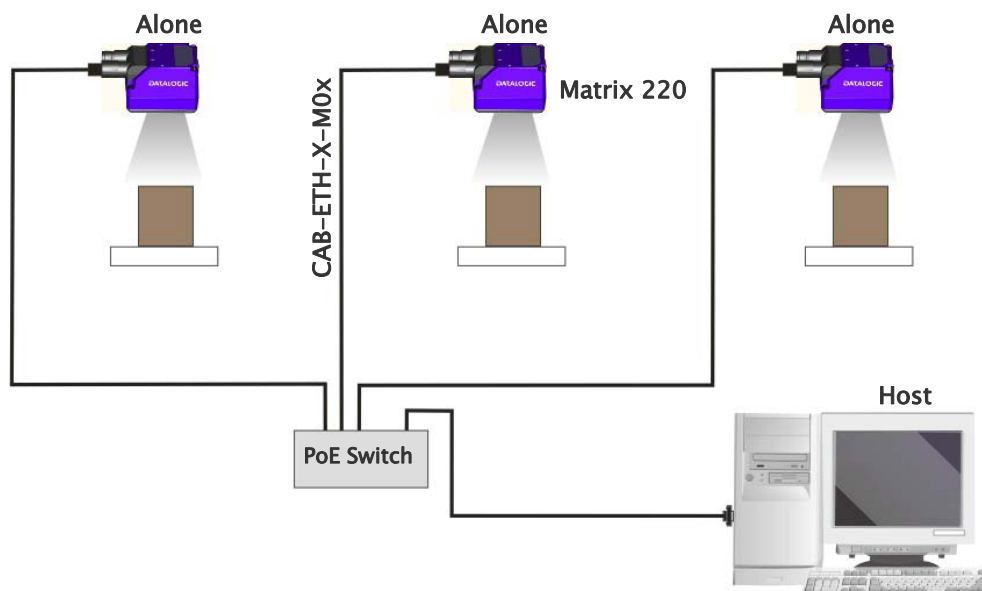 Alone
Alone
Alone
DATALOGIC
DATALOGIC
DATALOGIC
Matrix 220
CAB-ETH-X-M0x
PoE Switch
Host